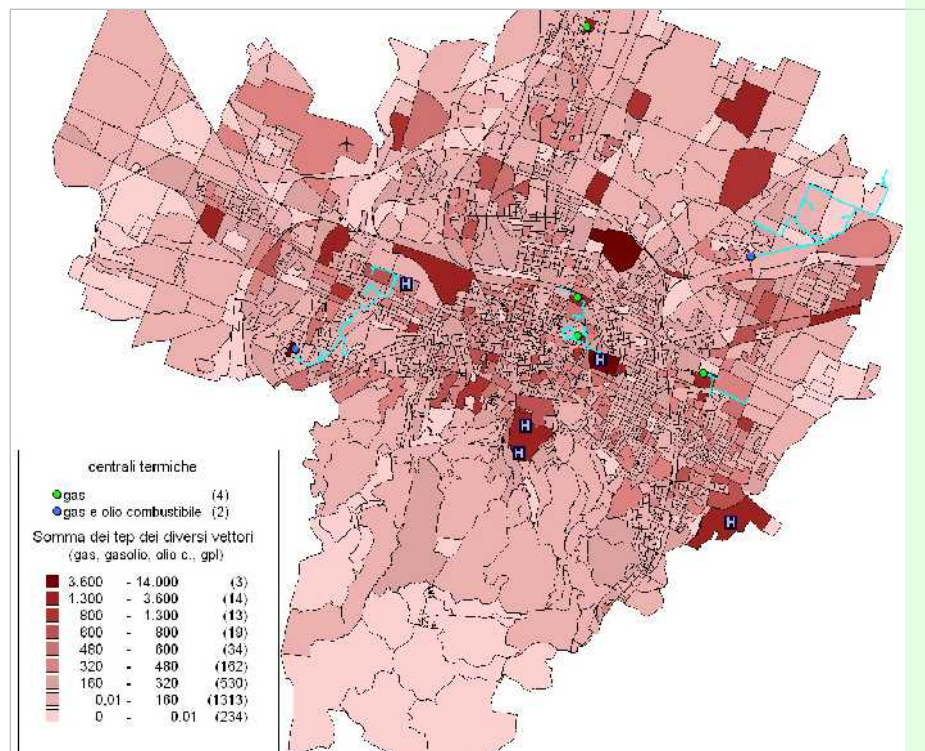 H
H
H
H
H
centrali termiche
gas (4)
gas e olio combustibile (2)
Somma dei tep dei diversi vettori
(gas, gasolio, olio c., gpl)
3.600 - 14.000 (3)
1.300 - 3.600 (14)
800 - 1.300 (13)
600 - 800 (19)
480 - 600 (34)
320 - 480 (162)
160 - 320 (530)
0,01 - 160 (1313)
0 - 0,01 (234)